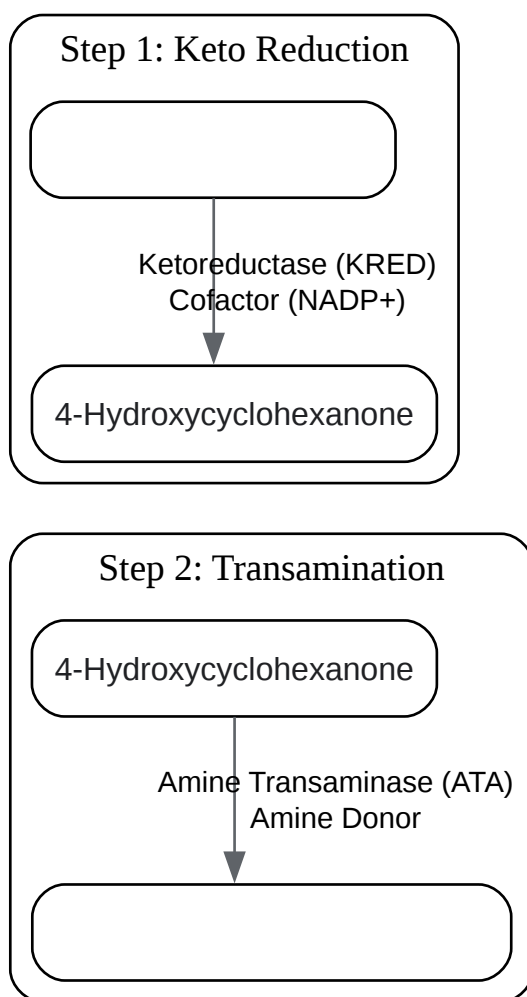 Step 1: Keto Reduction
Ketoreductase (KRED)
Cofactor (NADP+)
4-Hydroxycyclohexanone
Step 2: Transamination
4-Hydroxycyclohexanone
Amine Transaminase (ATA)
Amine Donor